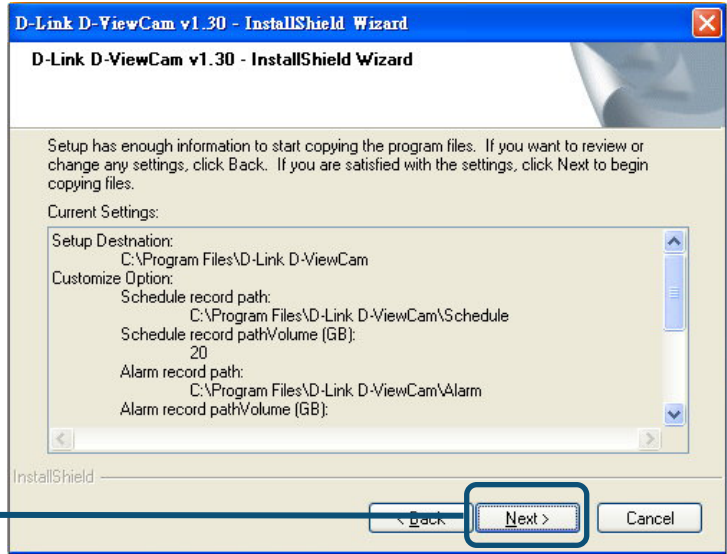 D-Link D-ViewCam v1.30 - InstallShield Wizard
D-Link D-ViewCam v1.30 - InstallShield Wizard
Setup has enough information to start copying the program files. If you want to review or
change any settings, click Back. If you are satisfied with the settings, click Next to begin
copying files.
Current Settings:
Setup Destnation:
C:\Program Files\D-Link D-ViewCam
Customize Option:
Schedule record path:
C:\Program Files\D-Link D-ViewCam\Schedule
Schedule record pathVolume (GB):
20
Alarm record path:
C:\Program Files\D-Link D-ViewCam\Alarm
Alarm record pathVolume (GB):
InstallShield
< Back
Next >
Cancel